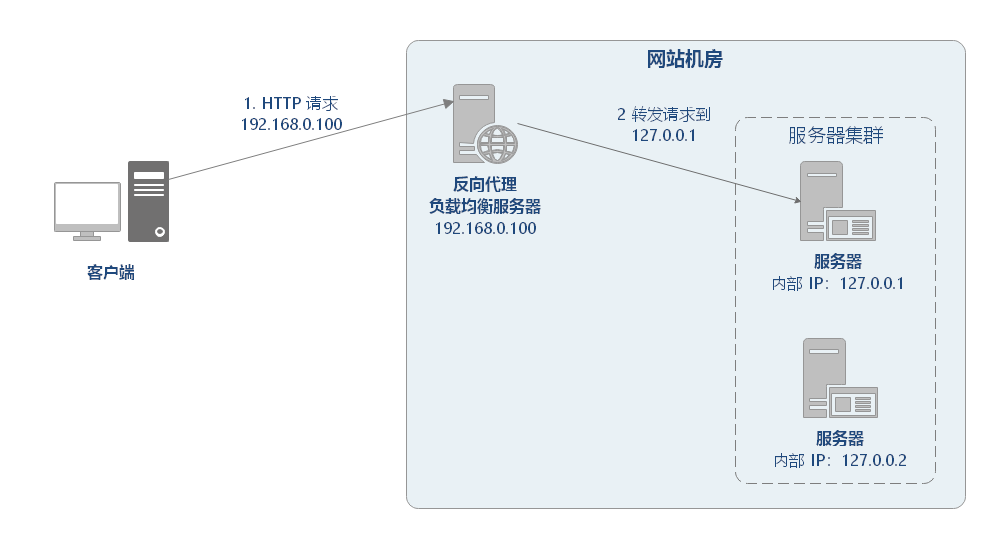 网站机房
1. HTTP 请求
192.168.0.100
2 转发请求到
127.0.0.1
服务器集群
反向代理
负载均衡服务器
192.168.0.100
客户端
服务器
内部 IP：127.0.0.1
服务器
内部 IP：127.0.0.2